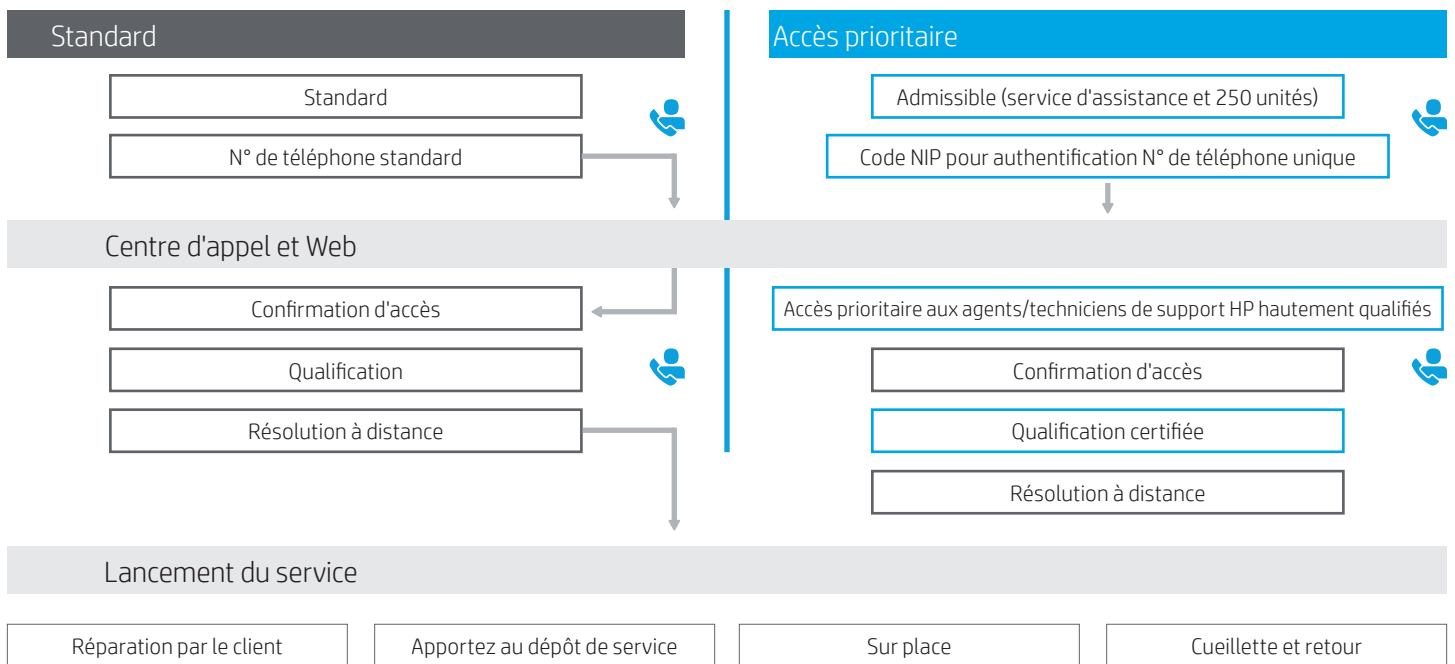 Standard
Accès prioritaire
Standard
N° de téléphone standard
Admissible (service d'assistance et 250 unités)
Code NIP pour authentification N° de téléphone unique
Centre d'appel et Web
Confirmation d'accès
Qualification
Résolution à distance
Accès prioritaire aux agents/techniciens de support HP hautement qualifiés
Confirmation d'accès
Qualification certifiée
Résolution à distance
Lancement du service
Réparation par le client
Apportez au dépôt de service
Sur place
Cueillette et retour